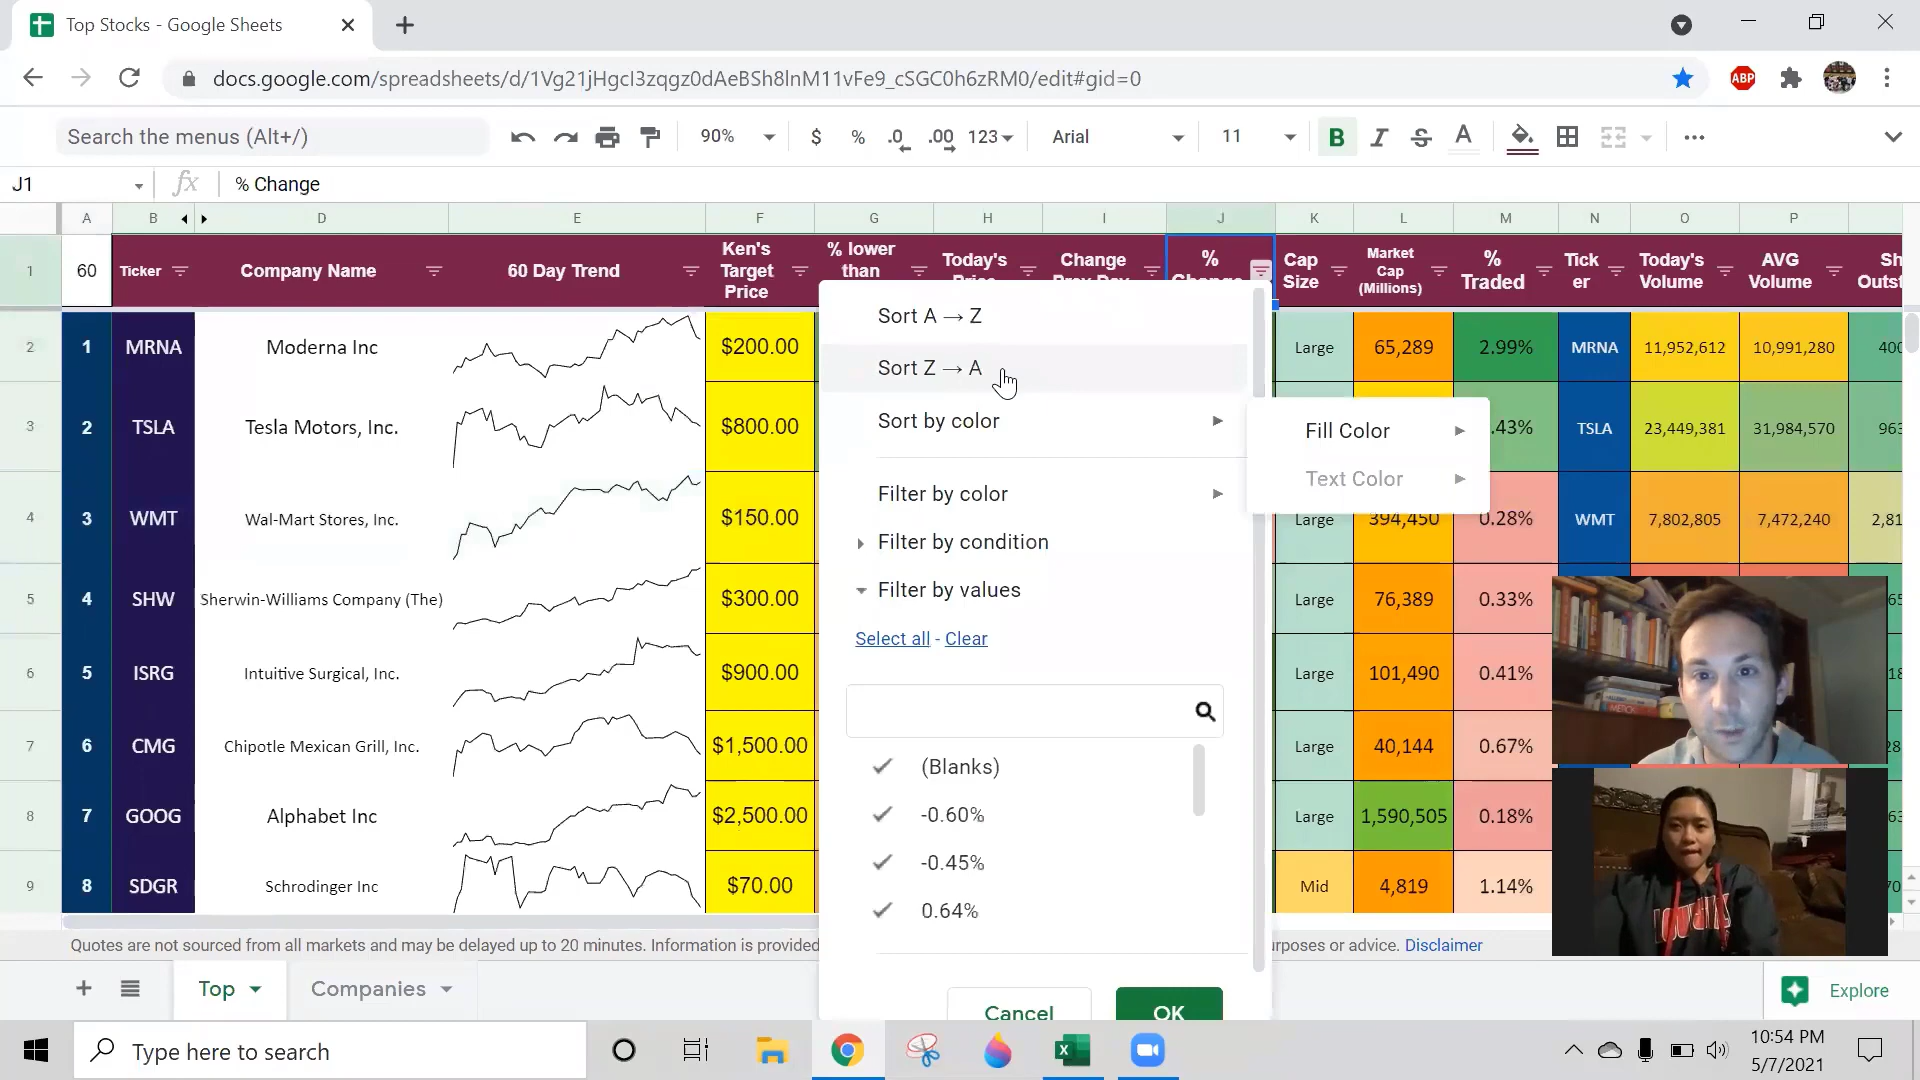 Top Stocks - Google Sheets
docs.google.com/spreadsheets/d/1Vg21jHgcI3zqgz0dAeBSh8lnM11vFe9_cSGC0h6zRM0/edit#gid=0
ABP
Search the menus (Alt+/)
90%
$ % .0 .00 123
Arial
11
B I S A
J1
fx
% Change
A B D E F G H I J K L M N O P
1
60
Ticker
Company Name
60 Day Trend
Ken's
Target
Price
% lower
than
Today's
Change
%
Cap
Size
Market
Cap
(Millions)
%
Traded
Tick
er
Today's
Volume
AVG
Volume
Sh
Outst
2 1 MRNA Moderna Inc $200.00 Large 65,289 2.99% MRNA 11,952,612 10,991,280 400
3 2 TSLA Tesla Motors, Inc. $800.00 .43% TSLA 23,449,381 31,984,570 963
4 3 WMT Wal-Mart Stores, Inc. $150.00 Large 394,450 0.28% WMT 7,802,805 7,472,240 2,81
5 4 SHW Sherwin-Williams Company (The) $300.00 Large 76,389 0.33%
6 5 ISRG Intuitive Surgical, Inc. $900.00 Large 101,490 0.41%
7 6 CMG Chipotle Mexican Grill, Inc. $1,500.00 Large 40,144 0.67%
8 7 GOOG Alphabet Inc $2,500.00 Large 1,590,505 0.18%
9 8 SDGR Schrodinger Inc $70.00 Mid 4,819 1.14%
Sort A → Z
Sort Z → A
Sort by color
Fill Color
Text Color
Filter by color
Filter by condition
Filter by values
Select all - Clear
(Blanks)
-0.60%
-0.45%
0.64%
Cancel
OK
Quotes are not sourced from all markets and may be delayed up to 20 minutes. Information is provided
rposes or advice. Disclaimer
Top
Companies
Explore
Type here to search
10:54 PM
5/7/2021